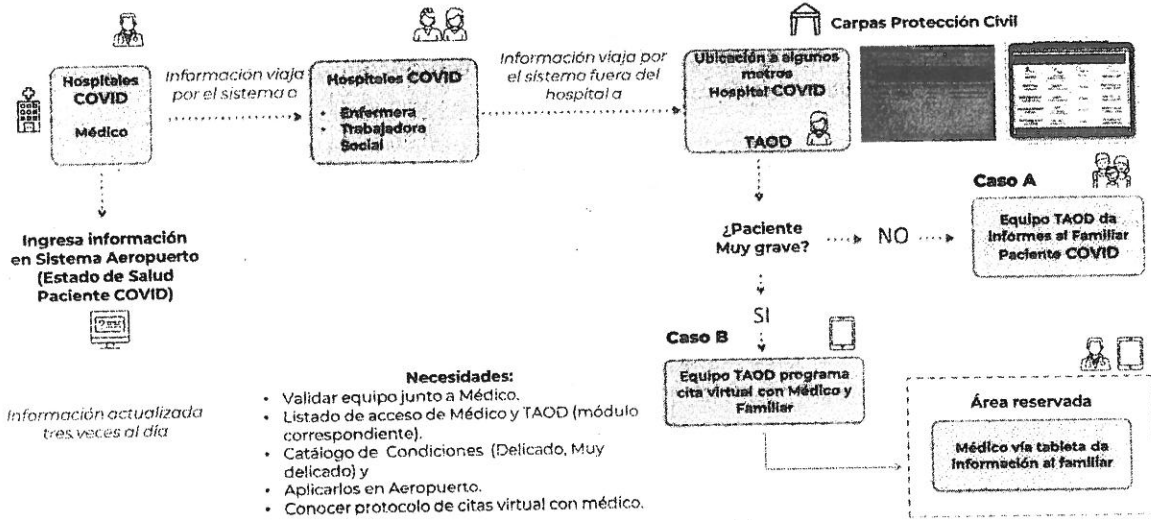 Carpas Protección Civil
Hospitales
COVID
Médico
Información viaja
por el sistema a
Hospitales COVID
• Enfermera
• Trabajadora
Social
Información viaja por
el sistema fuera del
hospital a
Ubicación a algunos
metros
Hospital COVID
TAOD
Ingresa información
en Sistema Aeropuerto
(Estado de Salud
Paciente COVID)
¿Paciente
Muy grave?
NO
Caso A
Equipo TAOD da
informes al Familiar
Paciente COVID
SI
Caso B
Equipo TAOD programa
cita virtual con Médico y
Familiar
Área reservada
Médico vía tableta da
información al familiar
Información actualizada
tres veces al día
Necesidades:
• Validar equipo junto a Médico.
• Listado de acceso de Médico y TAOD (módulo
correspondiente).
• Catálogo de Condiciones (Delicado, Muy
delicado) y
• Aplicarlos en Aeropuerto.
• Conocer protocolo de citas virtual con médico.